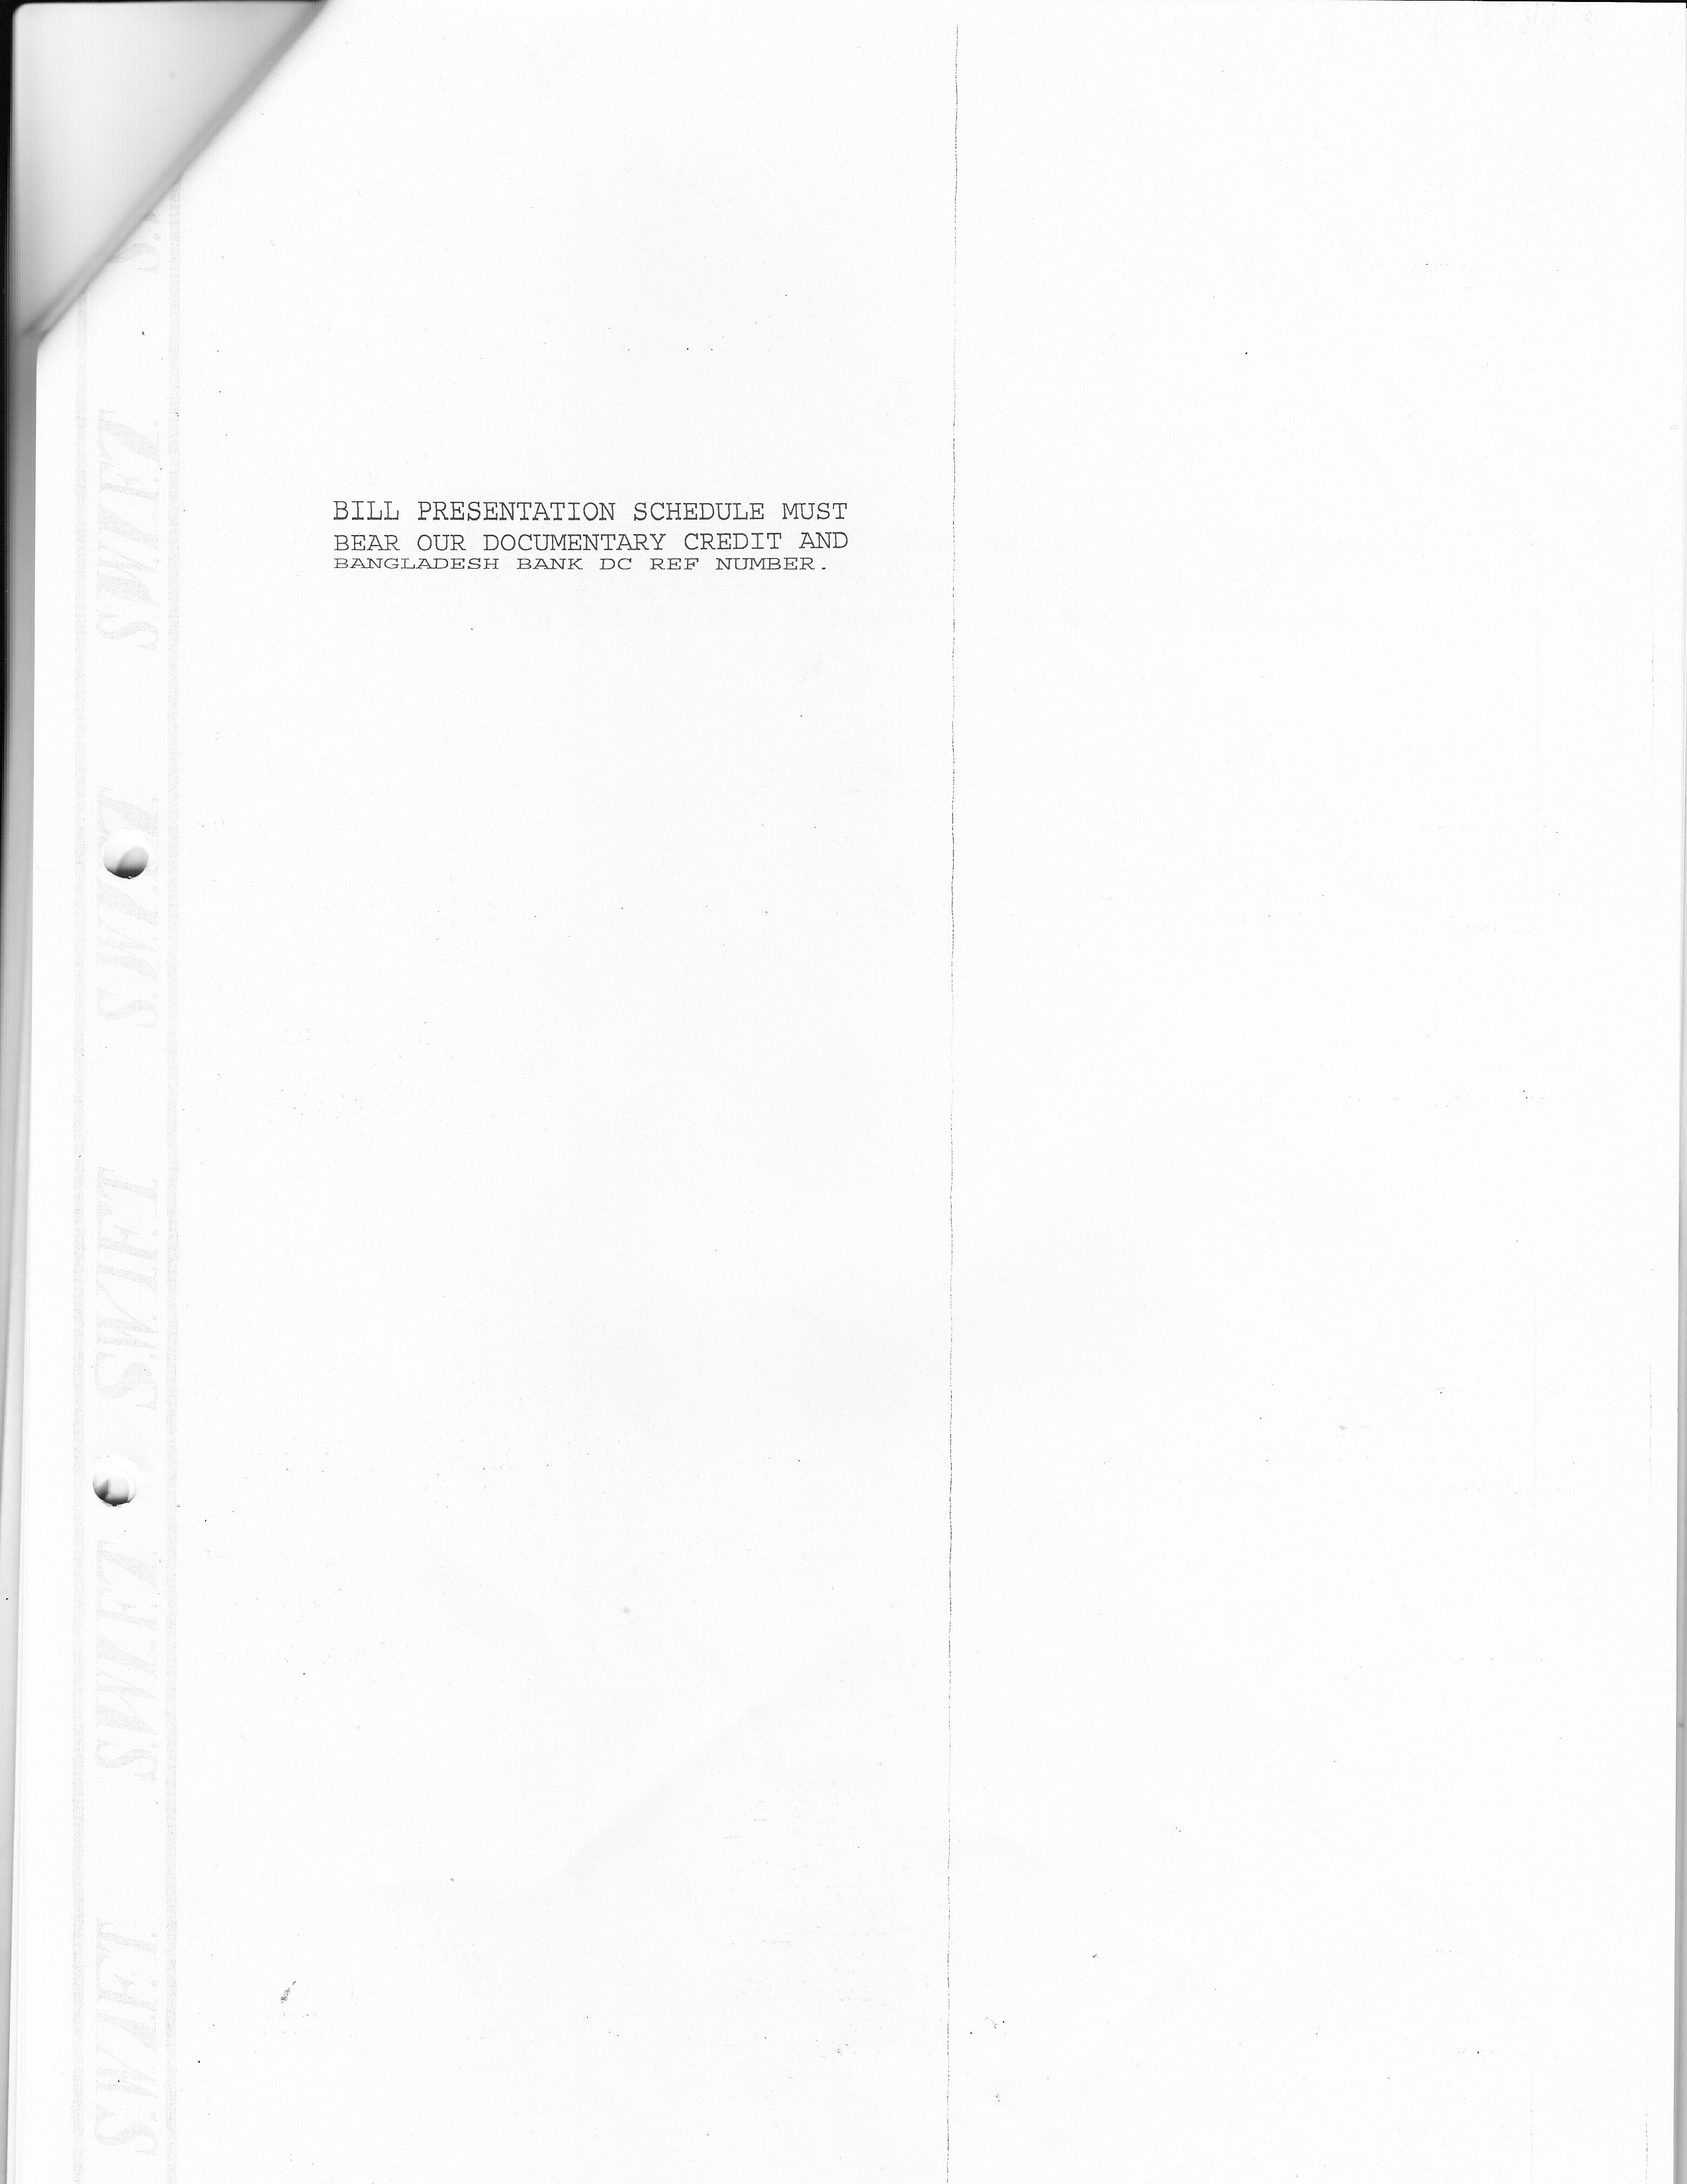 BILL PRESENTATION SCHEDULE MUST
BEAR OUR DOCUMENTARY CREDIT AND
BANGLADESH BANK DC REF NUMBER.
S.W.I.F.T.
S.W.I.F.T.
S.W.I.F.T.
S.W.I.F.T.
S.W.I.F.T.